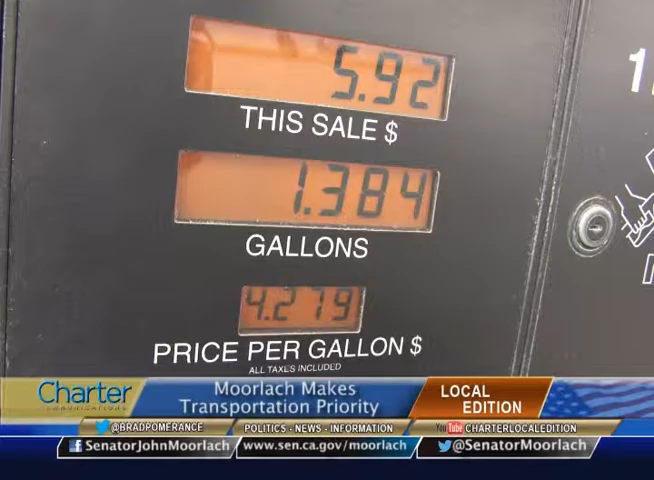 5.92
THIS SALE $
1.384
GALLONS
4.279
PRICE PER GALLON $
ALL TAXES INCLUDED
Charter
COMMUNICATIONS
Moorlach Makes
Transportation Priority
LOCAL
EDITION
@BRADPOMERANCE
POLITICS - NEWS - INFORMATION
YouTube CHARTERLOCALEDITION
f SenatorJohnMoorlach
www.sen.ca.gov/moorlach
@SenatorMoorlach